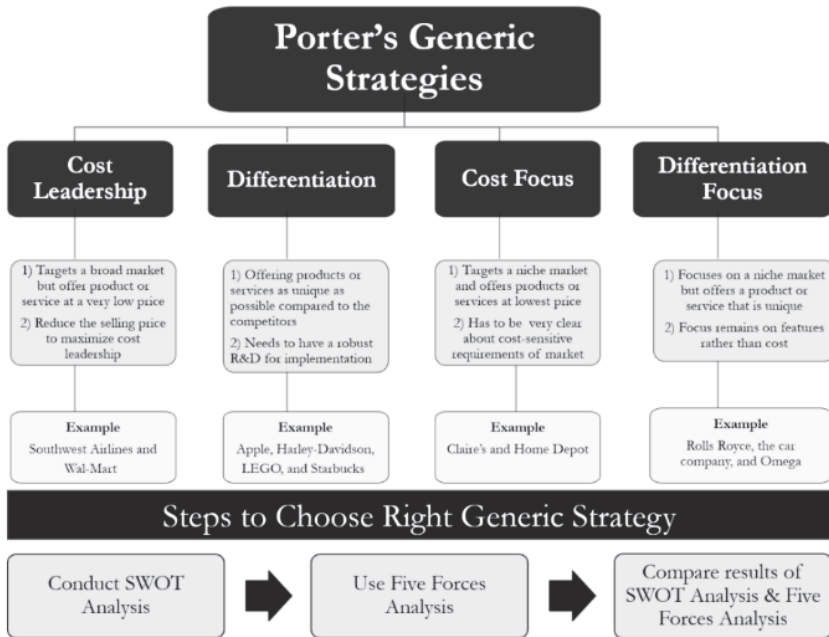 Porter's Generic
Strategies
Cost
Leadership
Differentiation
Cost Focus
Differentiation
Focus
1) Targets a broad market
but offer product or
service at a very low price
2) Reduce the selling price
to maximize cost
leadership
1) Offering products or
services as unique as
possible compared to the
competitors
2) Needs to have a robust
R&D for implementation
1) Targets a niche market
and offers products or
services at lowest price
2) Has to be very clear
about cost-sensitive
requirements of market
1) Focuses on a niche market
but offers a product or
service that is unique
2) Focus remains on features
rather than cost
Example
Southwest Airlines and
Wal-Mart
Example
Apple, Harley-Davidson,
LEGO, and Starbucks
Example
Claire's and Home Depot
Example
Rolls Royce, the car
company, and Omega
Steps to Choose Right Generic Strategy
Conduct SWOT
Analysis
Use Five Forces
Analysis
Compare results of
SWOT Analysis & Five
Forces Analysis